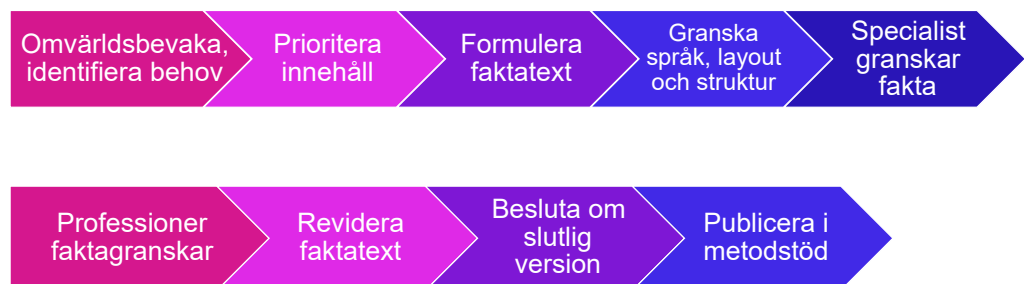 Omvärldsbevaka,
identifiera behov
Prioritera
innehåll
Formulera
faktatext
Granska
språk, layout
och struktur
Specialist
granskar
fakta
Professioner
faktagranskar
Revidera
faktatext
Besluta om
slutlig
version
Publicera i
metodstöd